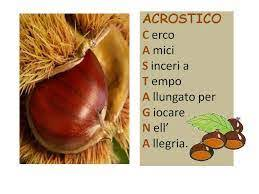 ACROSTICO
C erco
A mici
S inceri a
T empo
A llungato per
G iocare
N ell'
A llegria.